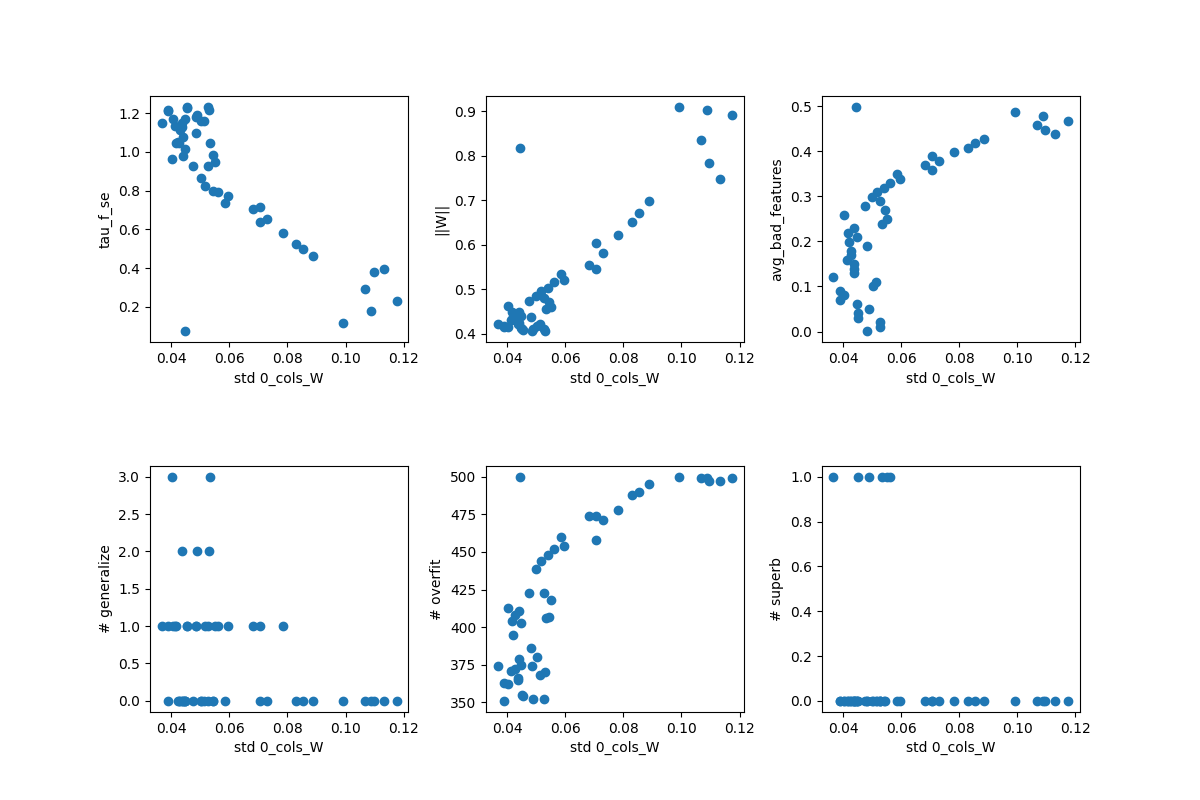 tau_f_se
1.2
1.0
0.8
0.6
0.4
0.2
0.04 0.06 0.08 0.10 0.12
std 0_cols_W
||W||
0.9
0.8
0.7
0.6
0.5
0.4
0.04 0.06 0.08 0.10 0.12
std 0_cols_W
avg_bad_features
0.5
0.4
0.3
0.2
0.1
0.0
0.04 0.06 0.08 0.10 0.12
std 0_cols_W
# generalize
3.0
2.5
2.0
1.5
1.0
0.5
0.0
0.04 0.06 0.08 0.10 0.12
std 0_cols_W
# overfit
500
475
450
425
400
375
350
0.04 0.06 0.08 0.10 0.12
std 0_cols_W
# superb
1.0
0.8
0.6
0.4
0.2
0.0
0.04 0.06 0.08 0.10 0.12
std 0_cols_W